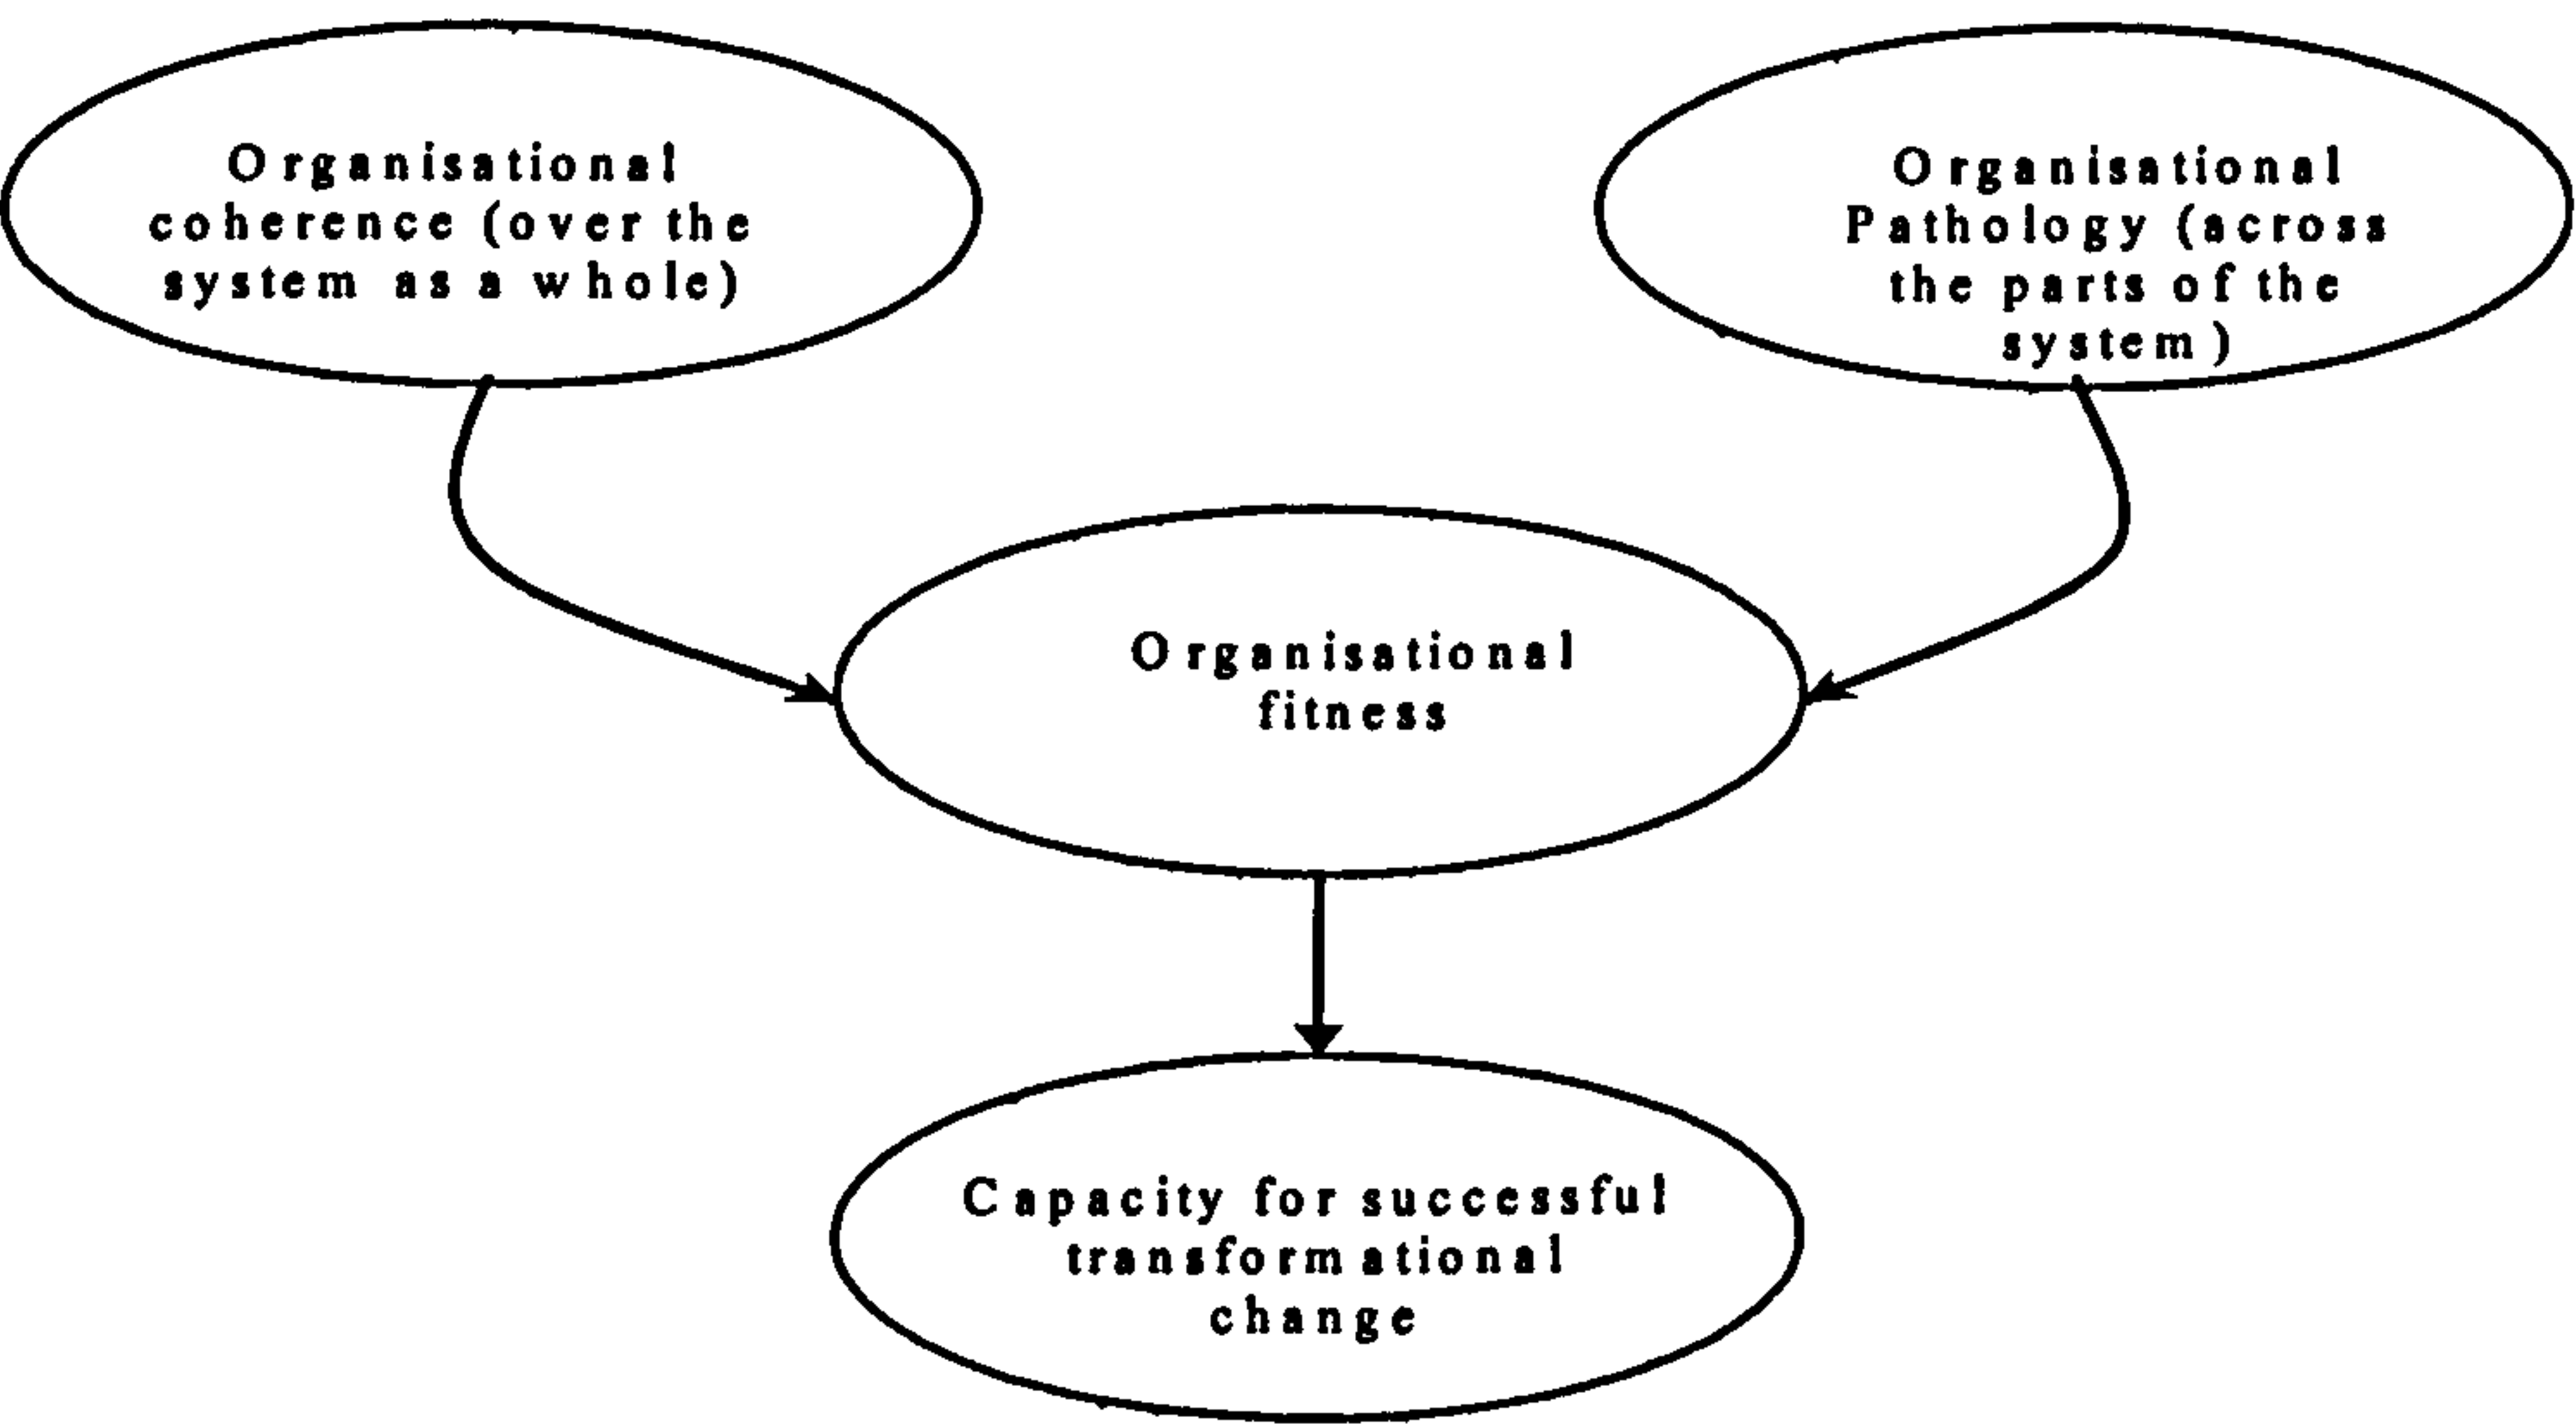 Organisational
coherence (over the
system as a whole)
Organisational
Pathology (across
the parts of the
system)
Organisational
fitness
Capacity for successful
transformational
change